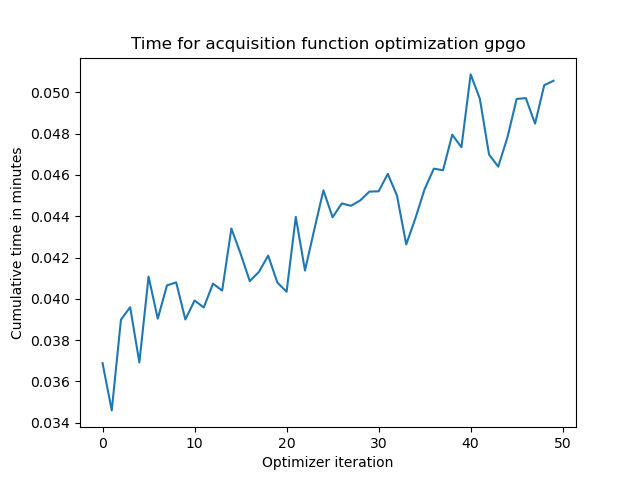 Time for acquisition function optimization gpgo
Cumulative time in minutes
0.050
0.048
0.046
0.044
0.042
0.040
0.038
0.036
0.034
0 10 20 30 40 50
Optimizer iteration